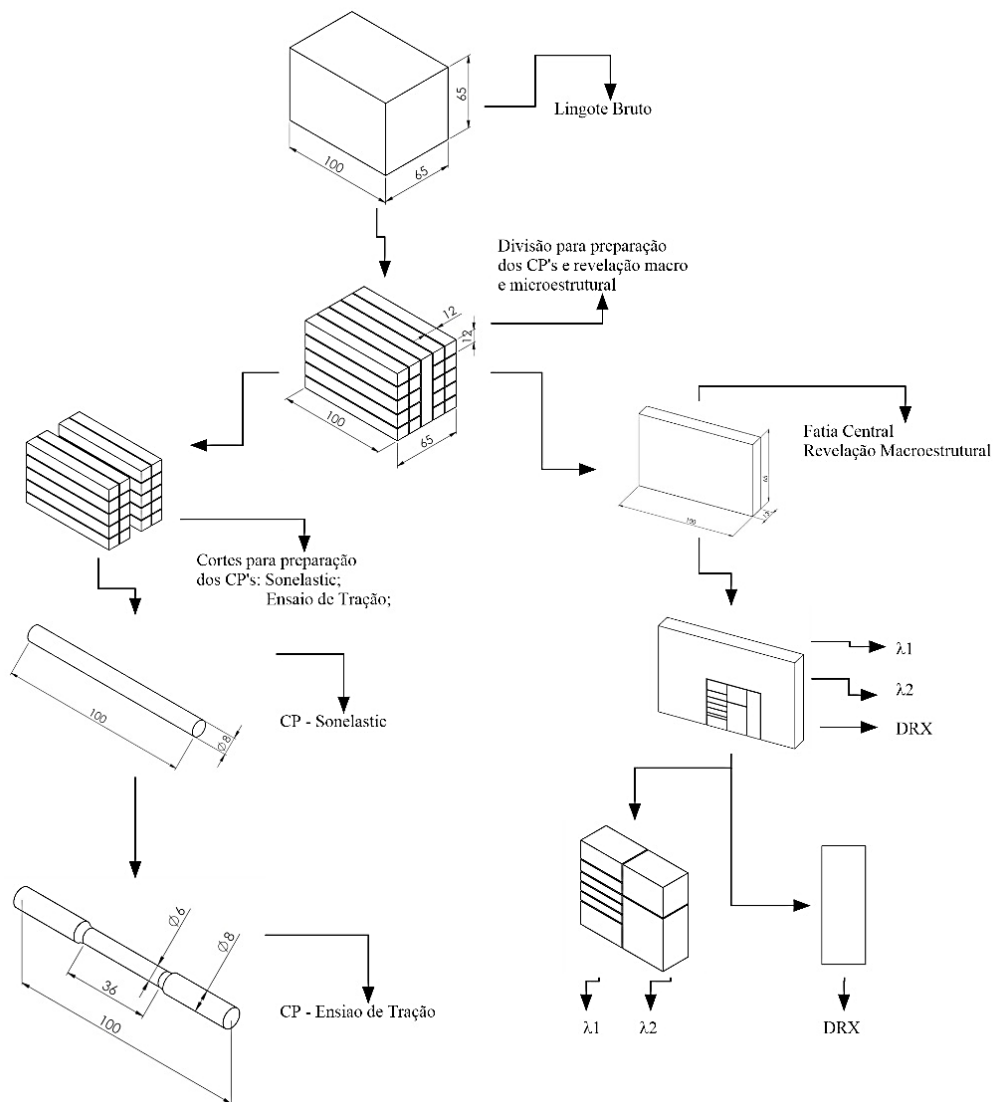 65
100
65
Lingote Bruto
Divisão para preparação
dos CP's e revelação macro
e microestrutural
12
12
100
65
Fatia Central
Revelação Macroestrutural
Cortes para preparação
dos CP's: Sonelastic;
Ensaio de Tração;
100
Ø8
CP - Sonelastic
λ1
λ2
DRX
Ø6
Ø8
36
100
CP - Ensiao de Tração
λ1
λ2
DRX